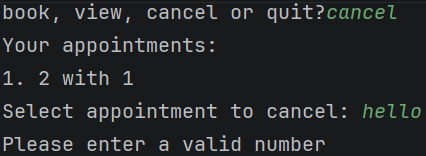 book, view, cancel or quit?cancel
Your appointments:
1. 2 with 1
Select appointment to cancel: hello
Please enter a valid number